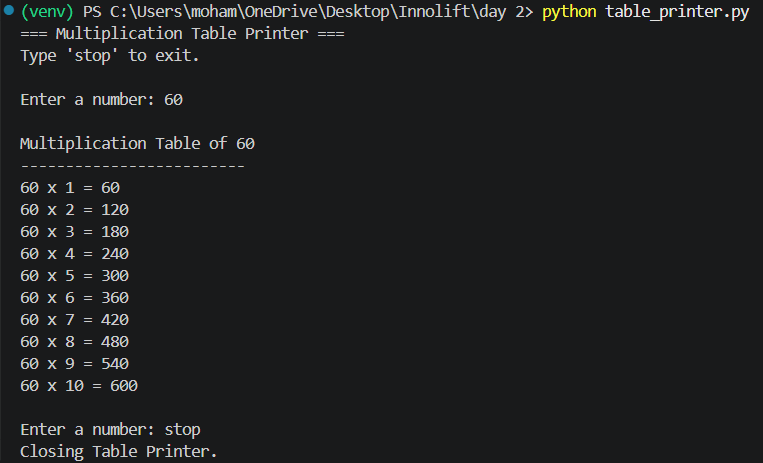 (venv) PS C:\Users\moham\OneDrive\Desktop\Innolift\day 2> python table_printer.py
=== Multiplication Table Printer ===
Type 'stop' to exit.
Enter a number: 60
Multiplication Table of 60
-------------------------
60 x 1 = 60
60 x 2 = 120
60 x 3 = 180
60 x 4 = 240
60 x 5 = 300
60 x 6 = 360
60 x 7 = 420
60 x 8 = 480
60 x 9 = 540
60 x 10 = 600
Enter a number: stop
Closing Table Printer.